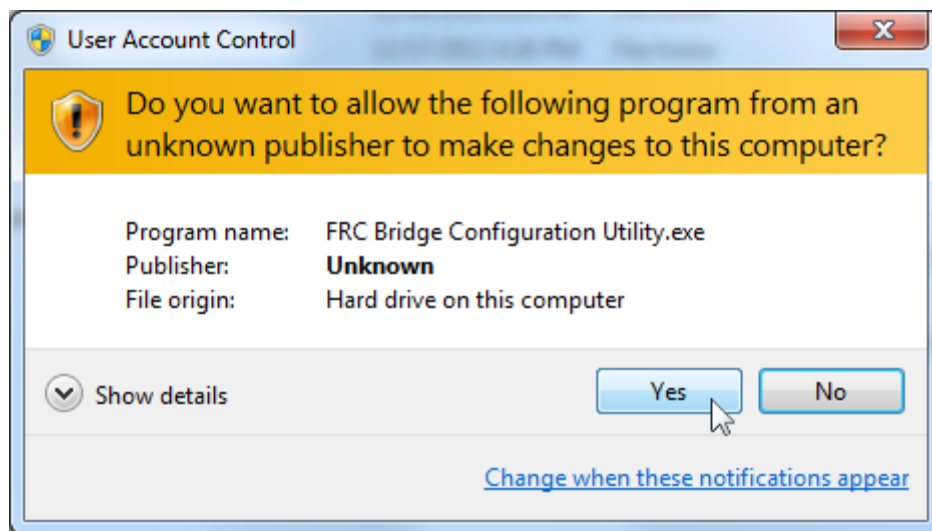 User Account Control
Do you want to allow the following program from an
unknown publisher to make changes to this computer?
Program name: FRC Bridge Configuration Utility.exe
Publisher: Unknown
File origin: Hard drive on this computer
Show details
Yes
No
Change when these notifications appear